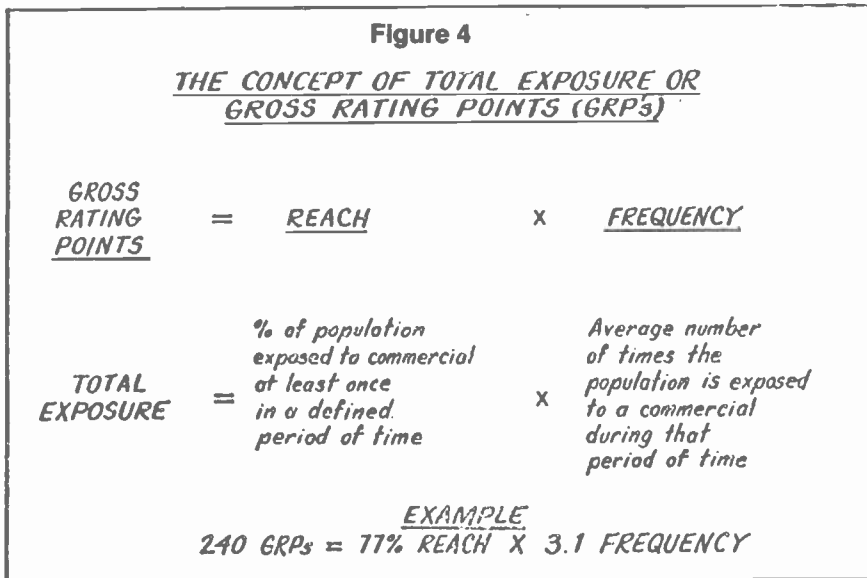 Figure 4
THE CONCEPT OF TOTAL EXPOSURE OR
GROSS RATING POINTS (GRP'S)
GROSS
RATING
POINTS
= REACH X FREQUENCY
TOTAL
EXPOSURE
=
% of population
exposed to commercial
at least once
in a defined.
period of time
X
Average number
of times the
population is exposed
to a commercial
during that
period of time
EXAMPLE
240 GRPs = 77% REACH X 3.1 FREQUENCY